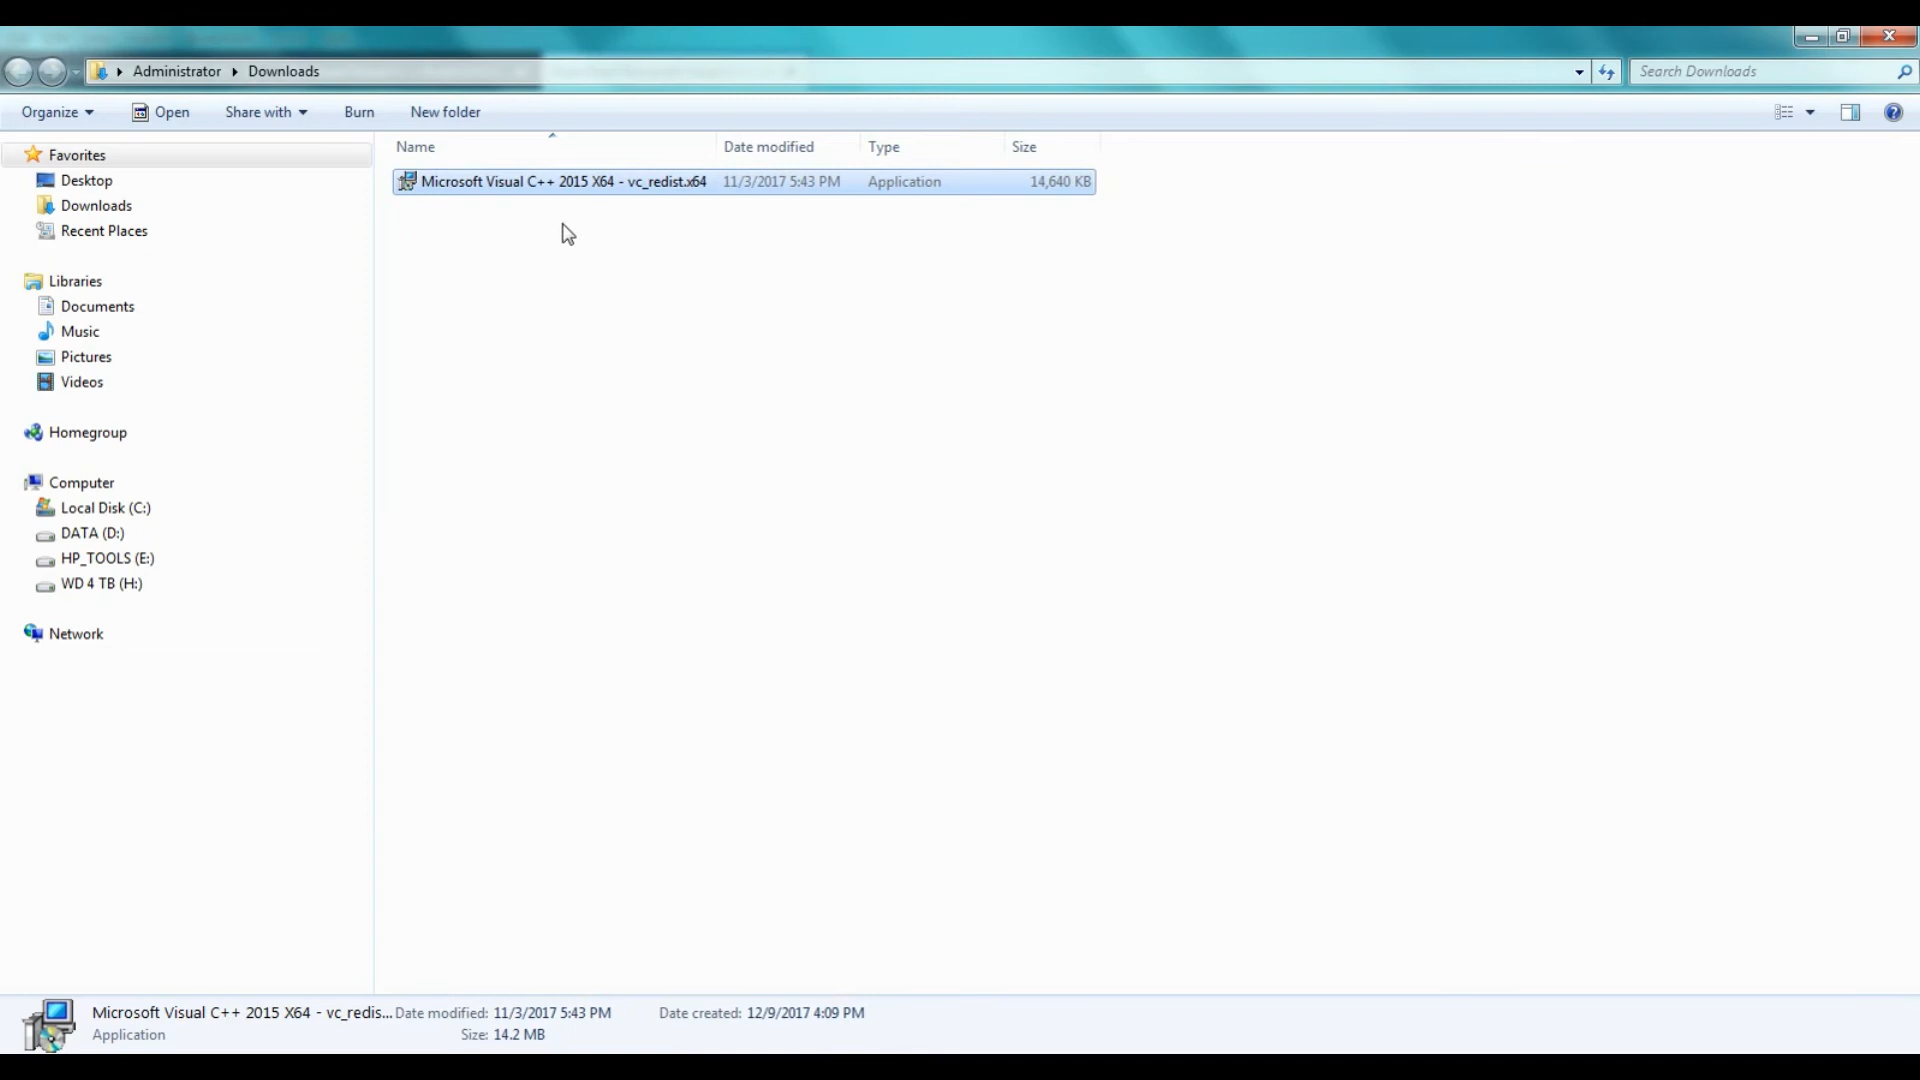 Administrator Downloads
Search Downloads
Organize Open Share with Burn New folder
Name Date modified Type Size
Favorites
Microsoft Visual C++ 2015 X64 - vc_redist.x64 11/3/2017 5:43 PM Application 14,640 KB
Desktop
Downloads
Recent Places
Libraries
Documents
Music
Pictures
Videos
Homegroup
Computer
Local Disk (C:)
DATA (D:)
HP_TOOLS (E:)
WD 4 TB (H:)
Network
Microsoft Visual C++ 2015 X64 - vc_redis... Date modified: 11/3/2017 5:43 PM Date created: 12/9/2017 4:09 PM
Application Size: 14.2 MB